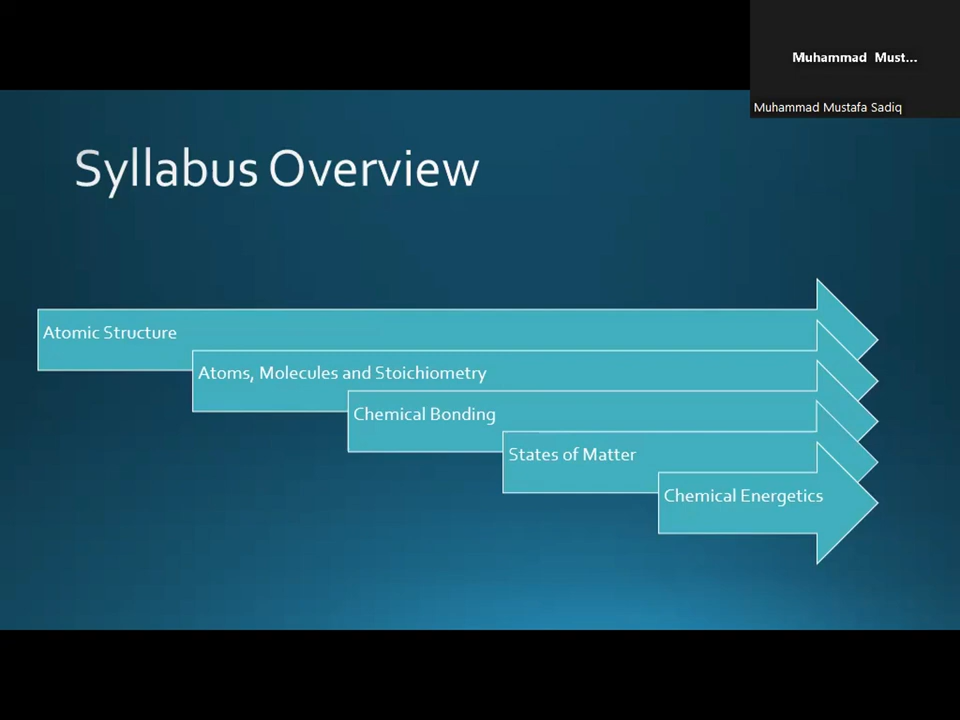 Muhammad Must...
Muhammad Mustafa Sadiq
Syllabus Overview
Atomic Structure
Atoms, Molecules and Stoichiometry
Chemical Bonding
States of Matter
Chemical Energetics